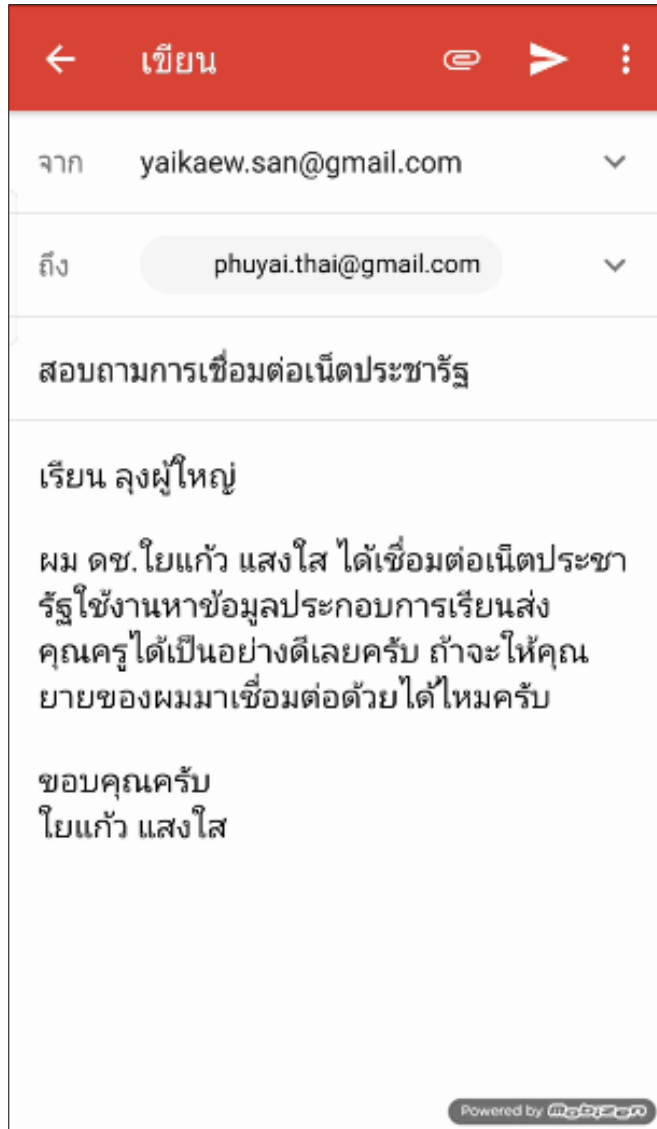 เขียน
จาก yaikaew.san@gmail.com
ถึง phuyai.thai@gmail.com
สอบถามการเชื่อมต่อเน็ตประชารัฐ
เรียน ลุงผู้ใหญ่
ผม ดช.ใยแก้ว แสงใส ได้เชื่อมต่อเน็ตประชา
รัฐใช้งานหาข้อมูลประกอบการเรียนส่ง
คุณครูได้เป็นอย่างดีเลยครับ ถ้าจะให้คุณ
ยายของผมมาเชื่อมต่อด้วยได้ไหมครับ
ขอบคุณครับ
ใยแก้ว แสงใส
Powered by